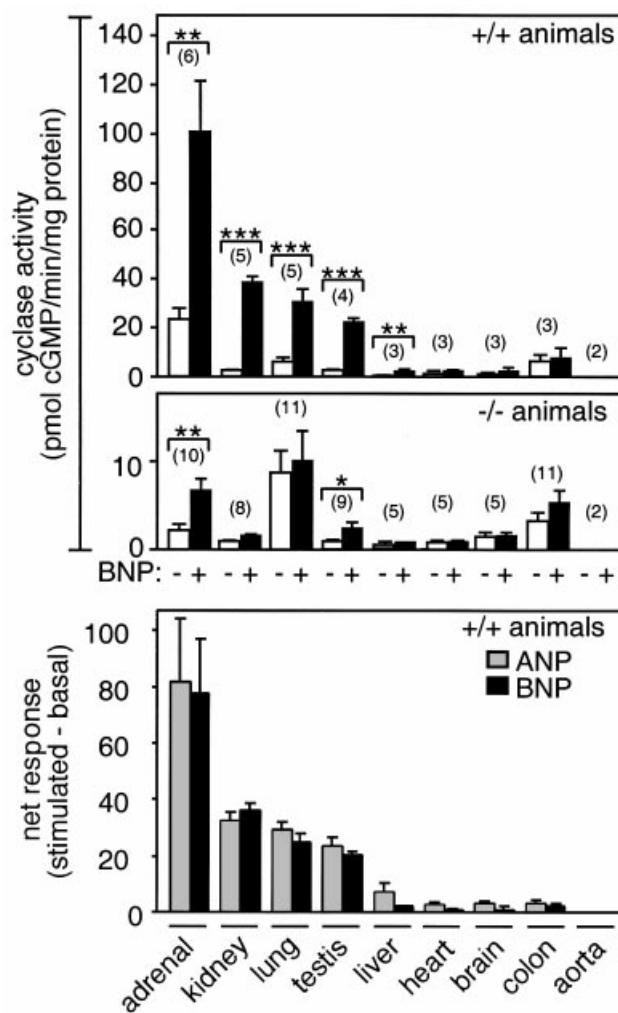 cyclase activity
(pmol cGMP/min/mg protein)
140
120
100
80
60
40
20
0
+/+ animals
**
(6)
***
(5)
***
(5)
***
(4)
**
(3)
(3)
(3)
(3)
(2)
10
0
-/- animals
**
(10)
(8)
(11)
*
(9)
(5)
(5)
(5)
(11)
(2)
BNP: - + - + - + - + - + - + - + - + - +
net response
(stimulated - basal)
100
80
60
40
20
0
+/+ animals
ANP
BNP
adrenal
kidney
lung
testis
liver
heart
brain
colon
aorta